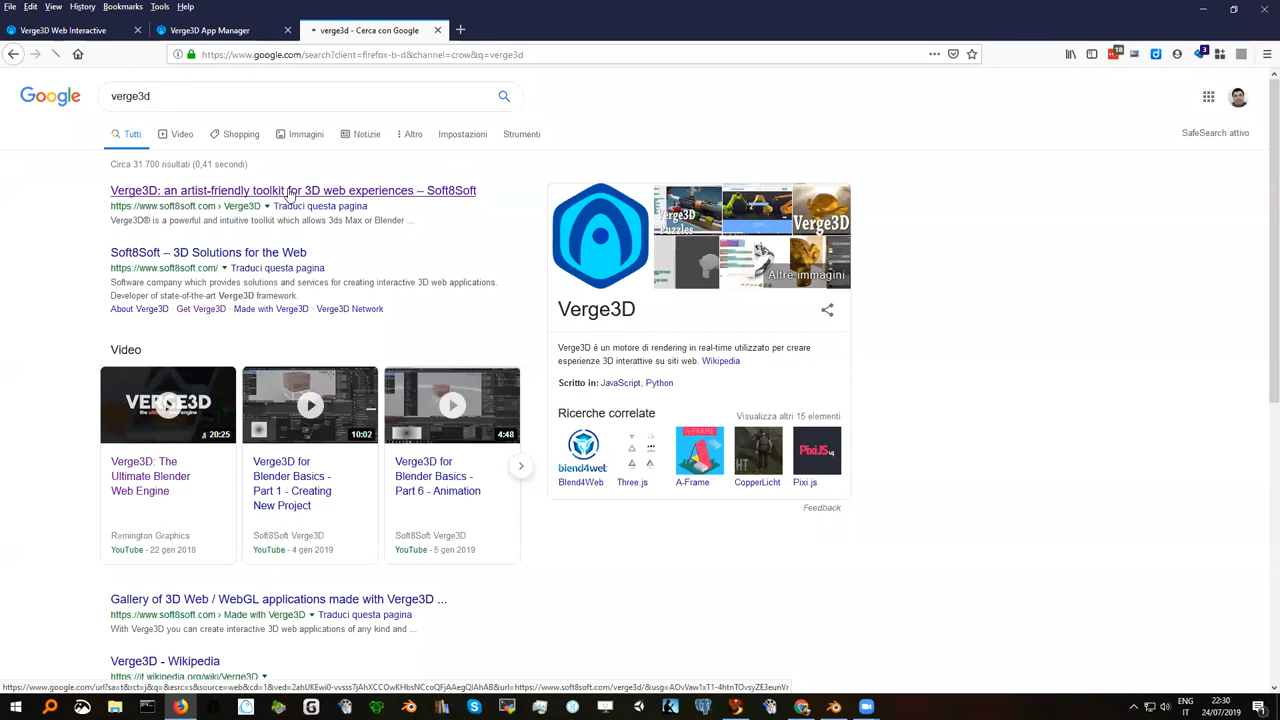 File Edit View History Bookmarks Tools Help
Verge3D Web Interactive
Verge3D App Manager
verge3d - Cerca con Google
https://www.google.com/search?client=firefox-b-d&channel=crow&q=verge3d
18
3
Google
verge3d
Tutti
Video
Shopping
Immagini
Notizie
Altro
Impostazioni
Strumenti
SafeSearch attivo
Circa 31.700 risultati (0,41 secondi)
Verge3D: an artist-friendly toolkit for 3D web experiences – Soft8Soft
https://www.soft8soft.com › Verge3D ▾ Traduci questa pagina
Verge3D® is a powerful and intuitive toolkit which allows 3ds Max or Blender ...
Soft8Soft – 3D Solutions for the Web
https://www.soft8soft.com/ ▾ Traduci questa pagina
Software company which provides solutions and services for creating interactive 3D web applications.
Developer of state-of-the-art Verge3D framework.
About Verge3D · Get Verge3D · Made with Verge3D · Verge3D Network
Video
VERGE3D
20:25
10:02
4:48
Verge3D: The
Ultimate Blender
Web Engine
Remington Graphics
YouTube - 22 gen 2018
Verge3D for
Blender Basics -
Part 1 - Creating
New Project
Soft8Soft Verge3D
YouTube - 4 gen 2019
Verge3D for
Blender Basics -
Part 6 - Animation
Soft8Soft Verge3D
YouTube - 5 gen 2019
Gallery of 3D Web / WebGL applications made with Verge3D ...
https://www.soft8soft.com › Made with Verge3D ▾ Traduci questa pagina
With Verge3D you can create interactive 3D web applications of any kind and ...
Verge3D - Wikipedia
https://it.wikipedia.org/wiki/Verge3D ▾
Verge3D
Puzzles
Verge3D
Altre immagini
Verge3D
Verge3D è un motore di rendering in real-time utilizzato per creare
esperienze 3D interattive su siti web. Wikipedia
Scritto in: JavaScript, Python
Ricerche correlate
Visualizza altri 15 elementi
blend4web
A-FRAME
PixiJS v4
Blend4Web
Three.js
A-Frame
CopperLicht
Pixi.js
Feedback
ENG
IT
22:30
24/07/2019